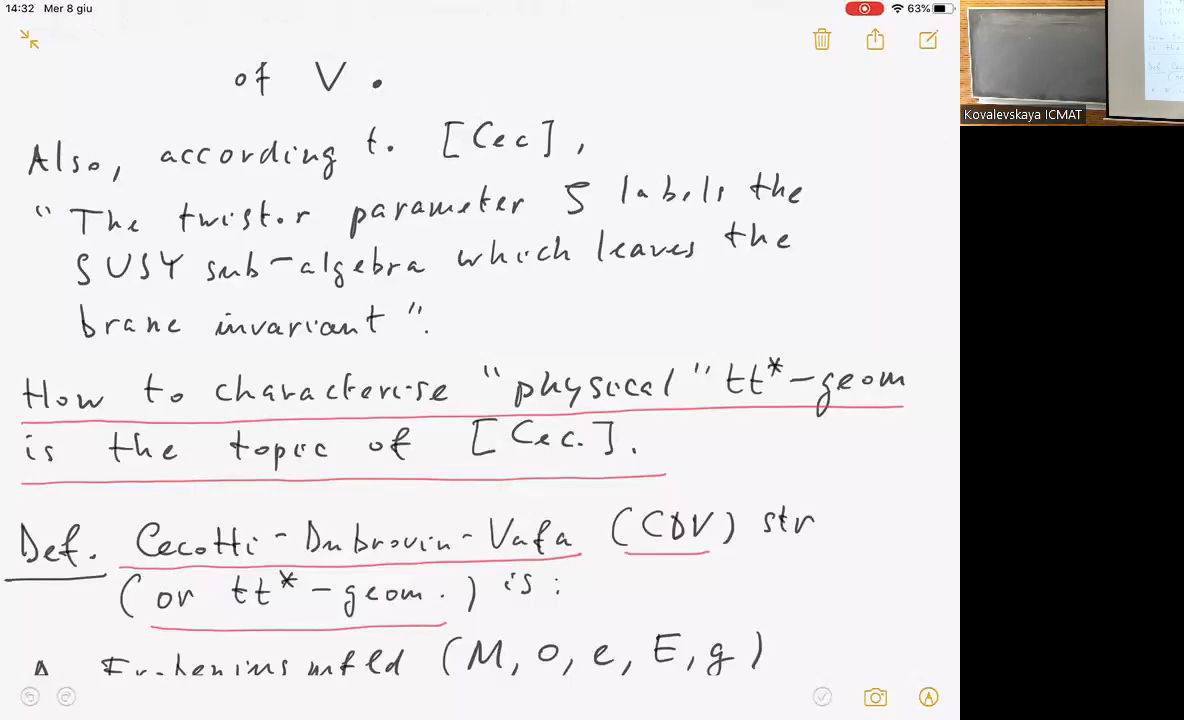 14:32 Mer 8 giu
63%
of V.
Also, according to [Cec],
"The twistor parameter ζ labels the
SUSY sub-algebra which leaves the
brane invariant".
How to characterise "physical" tt*-geom
is the topic of [Cec.].
Def. Cecotti-Dubrovin-Vafa (CDV) str
(or tt*-geom.) is:
A Frobenius mfld (M, o, e, E, g)
Kovalevskaya ICMAT